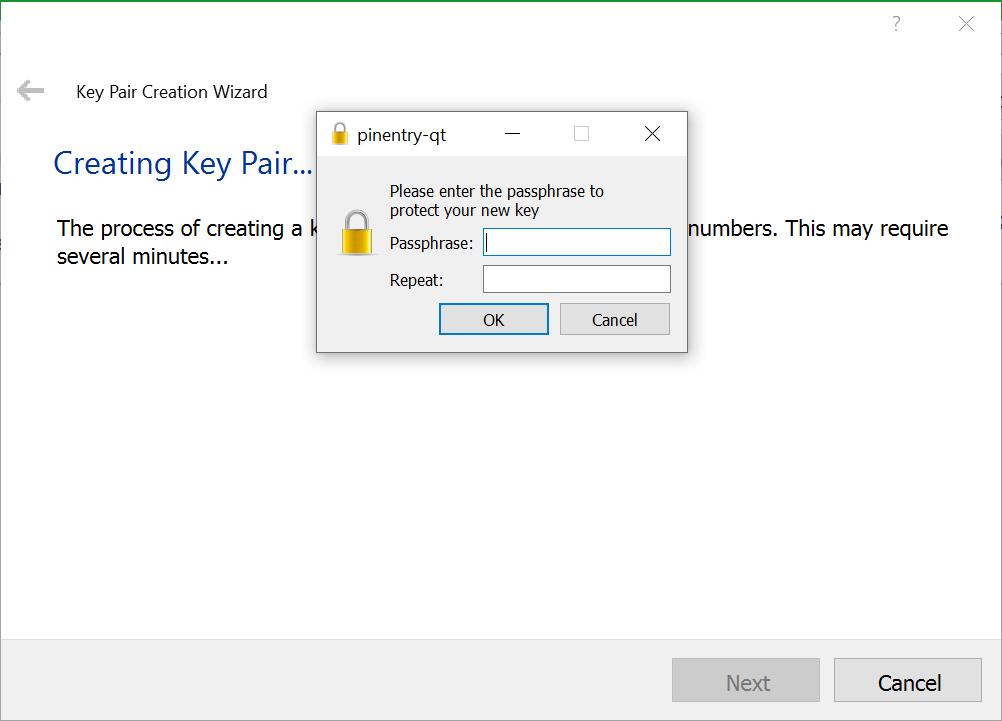 ?
Key Pair Creation Wizard
pinentry-qt
Creating Key Pair...
Please enter the passphrase to
protect your new key
The process of creating a numbers. This may require
several minutes...
Passphrase:
Repeat:
OK Cancel
Next Cancel